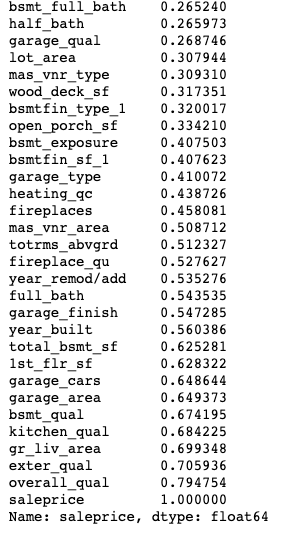 bsmt_full_bath 0.265240
half_bath 0.265973
garage_qual 0.268746
lot_area 0.307944
mas_vnr_type 0.309310
wood_deck_sf 0.317351
bsmtfin_type_1 0.320017
open_porch_sf 0.334210
bsmt_exposure 0.407503
bsmtfin_sf_1 0.407623
garage_type 0.410072
heating_qc 0.438726
fireplaces 0.458081
mas_vnr_area 0.508712
totrms_abvgrd 0.512327
fireplace_qu 0.527627
year_remod/add 0.535276
full_bath 0.543535
garage_finish 0.547285
year_built 0.560386
total_bsmt_sf 0.625281
1st_flr_sf 0.628322
garage_cars 0.648644
garage_area 0.649373
bsmt_qual 0.674195
kitchen_qual 0.684225
gr_liv_area 0.699348
exter_qual 0.705936
overall_qual 0.794754
saleprice 1.000000
Name: saleprice, dtype: float64